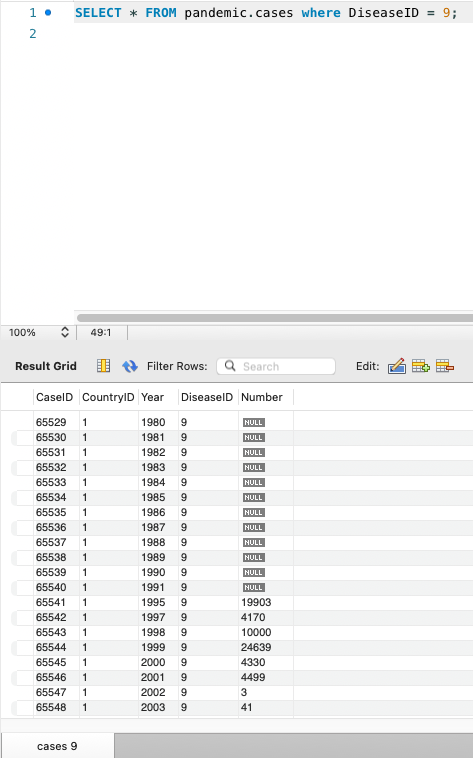 1 SELECT * FROM pandemic.cases where DiseaseID = 9;
2
100% 49:1
Result Grid Filter Rows: Search Edit:
CaseID CountryID Year DiseaseID Number
65529 1 1980 9 NULL
65530 1 1981 9 NULL
65531 1 1982 9 NULL
65532 1 1983 9 NULL
65533 1 1984 9 NULL
65534 1 1985 9 NULL
65535 1 1986 9 NULL
65536 1 1987 9 NULL
65537 1 1988 9 NULL
65538 1 1989 9 NULL
65539 1 1990 9 NULL
65540 1 1991 9 NULL
65541 1 1995 9 19903
65542 1 1997 9 4170
65543 1 1998 9 10000
65544 1 1999 9 24639
65545 1 2000 9 4330
65546 1 2001 9 4499
65547 1 2002 9 3
65548 1 2003 9 41
cases 9